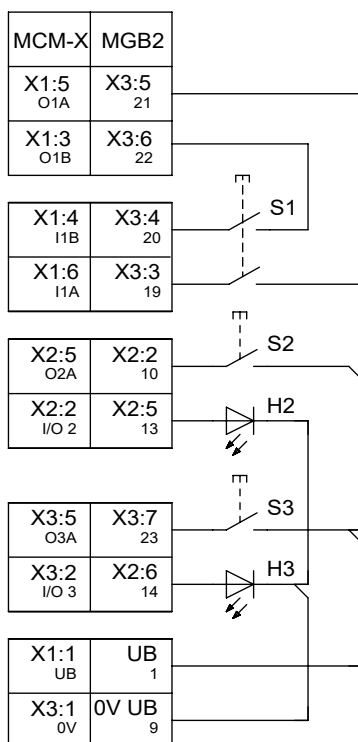 MCM-X MGB2
X1:5 X3:5
O1A 21
X1:3 X3:6
O1B 22
S1
X1:4 X3:4
I1B 20
X1:6 X3:3
I1A 19
S2
X2:5 X2:2
O2A 10
X2:2 X2:5 H2
I/O 2 13
X3:5 X3:7 S3
O3A 23
X3:2 X2:6 H3
I/O 3 14
X1:1 UB
UB 1
X3:1 0V UB
0V 9